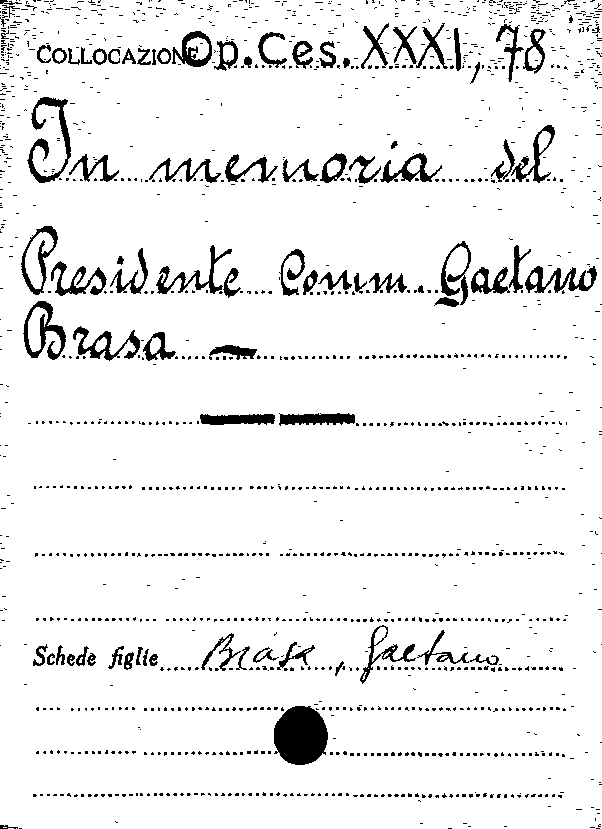 COLLOCAZIONE Op.Ces. XXXI, 78
In memoria del
Presidente Comm. Gaetano
Brasa —
Schede figlie Brasa, Gaetano